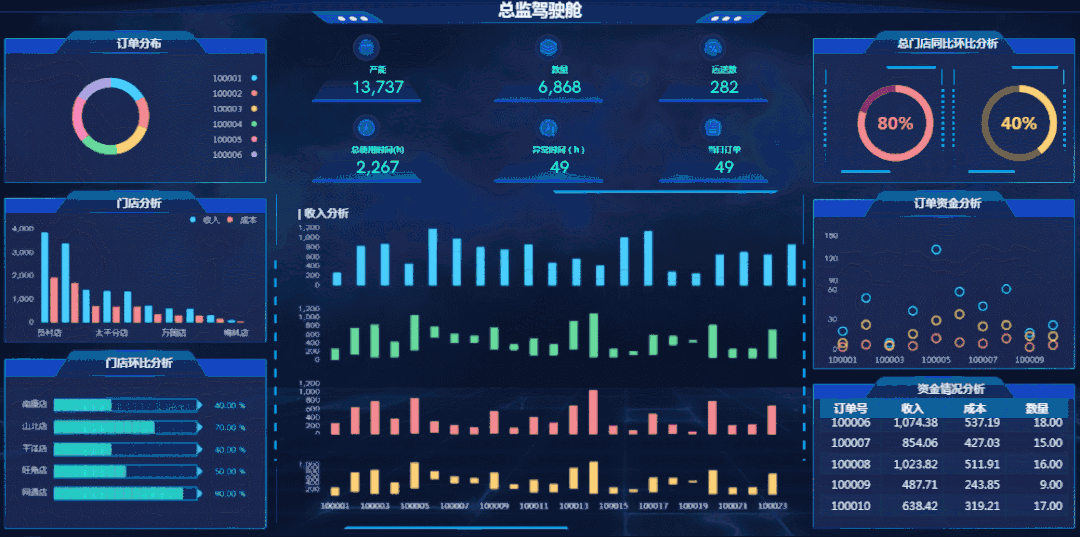 总监驾驶舱
订单分布
100001
100002
100003
100004
100005
100006
产能
13,737
数量
6,868
运送数
282
总使用时间(h)
2,267
异常时间（h）
49
当日订单
49
总门店同比环比分析
80%
40%
门店分析
收入 成本
4,000
3,000
2,000
1,000
0
太平分店 万国店 梅林店
门店环比分析
南康店 40.00 %
山北店 70.00 %
平江店 40.00 %
旺角店 50.00 %
90.00 %
收入分析
1,200
1,000
800
600
400
200
0
1,200
1,000
800
600
400
200
0
1,200
1,000
800
600
400
200
0
1,000
800
600
400
200
100001 100003 100005 100007 100009 100011 100013 100015 100017 100019 100021 100023
订单资金分析
150
90
60
30
0
100001 100003 100005 100007 100009
资金情况分析
订单号 收入 成本 数量
100006 1,074.38 537.19 18.00
100007 854.06 427.03 15.00
100008 1,023.82 511.91 16.00
100009 487.71 243.85 9.00
100010 638.42 319.21 17.00